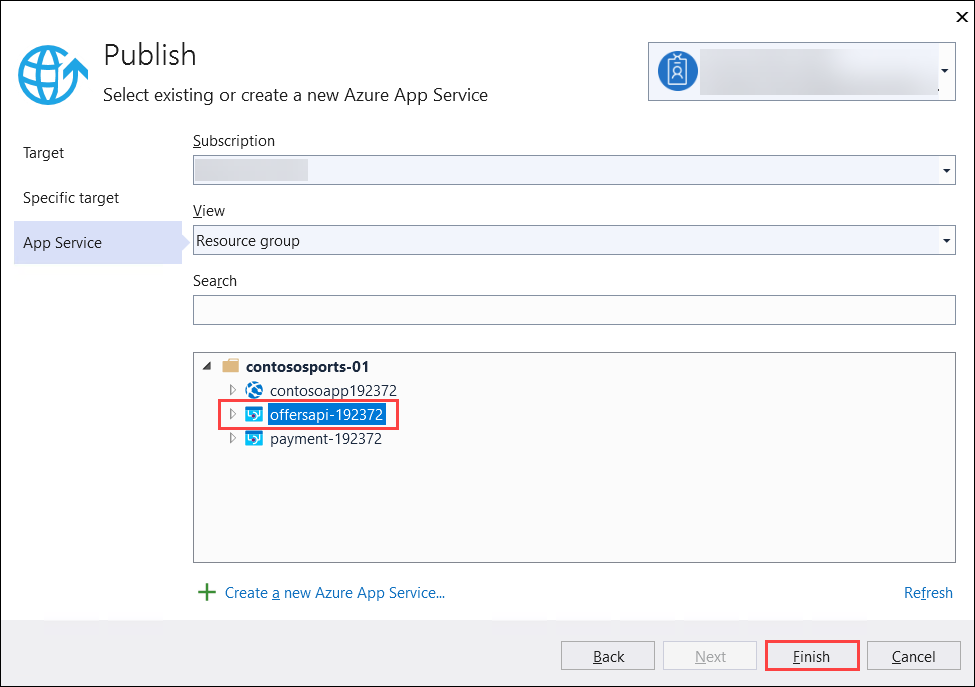 Publish
Select existing or create a new Azure App Service
Target
Specific target
App Service
Subscription
View
Resource group
Search
contososports-01
contosoapp192372
offersapi-192372
payment-192372
Create a new Azure App Service...
Refresh
Back
Next
Finish
Cancel